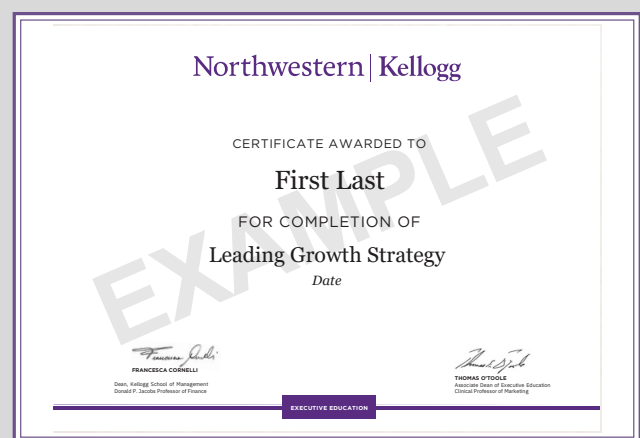 Northwestern | Kellogg
EXAMPLE
CERTIFICATE AWARDED TO
First Last
FOR COMPLETION OF
Leading Growth Strategy
Date
FRANCESCA CORNELLI
Dean, Kellogg School of Management
Donald P. Jacobs Professor of Finance
THOMAS O'TOOLE
Associate Dean of Executive Education
Clinical Professor of Marketing
EXECUTIVE EDUCATION